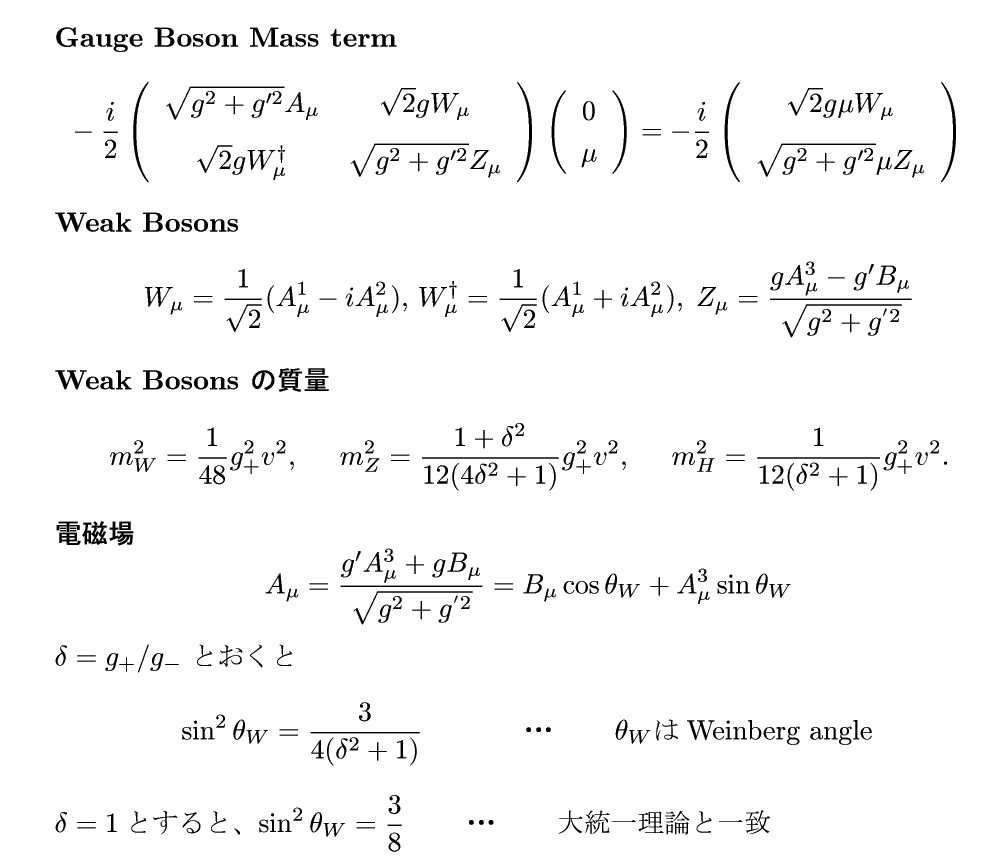 Gauge Boson Mass term
$-\frac{i}{2}\begin{pmatrix} \sqrt{g^2+g'^2}A_\mu & \sqrt{2}gW_\mu \\ \sqrt{2}gW_\mu^\dagger & \sqrt{g^2+g'^2}Z_\mu \end{pmatrix}\begin{pmatrix} 0 \\ \mu \end{pmatrix} = -\frac{i}{2}\begin{pmatrix} \sqrt{2}g\mu W_\mu \\ \sqrt{g^2+g'^2}\mu Z_\mu \end{pmatrix}$
Weak Bosons
$W_\mu = \frac{1}{\sqrt{2}}(A_\mu^1 - iA_\mu^2), W_\mu^\dagger = \frac{1}{\sqrt{2}}(A_\mu^1 + iA_\mu^2), Z_\mu = \frac{gA_\mu^3 - g'B_\mu}{\sqrt{g^2+g'^2}}$
Weak Bosons の質量
$m_W^2 = \frac{1}{48}g_+^2v^2, \quad m_Z^2 = \frac{1+\delta^2}{12(4\delta^2+1)}g_+^2v^2, \quad m_H^2 = \frac{1}{12(\delta^2+1)}g_+^2v^2.$
電磁場
$A_\mu = \frac{g'A_\mu^3 + gB_\mu}{\sqrt{g^2+g'^2}} = B_\mu \cos\theta_W + A_\mu^3 \sin\theta_W$
$\delta = g_+/g_-$ とおくと
$\sin^2\theta_W = \frac{3}{4(\delta^2+1)}$ … $\theta_W$は Weinberg angle
$\delta = 1$ とすると、$\sin^2\theta_W = \frac{3}{8}$ … 大統一理論と一致